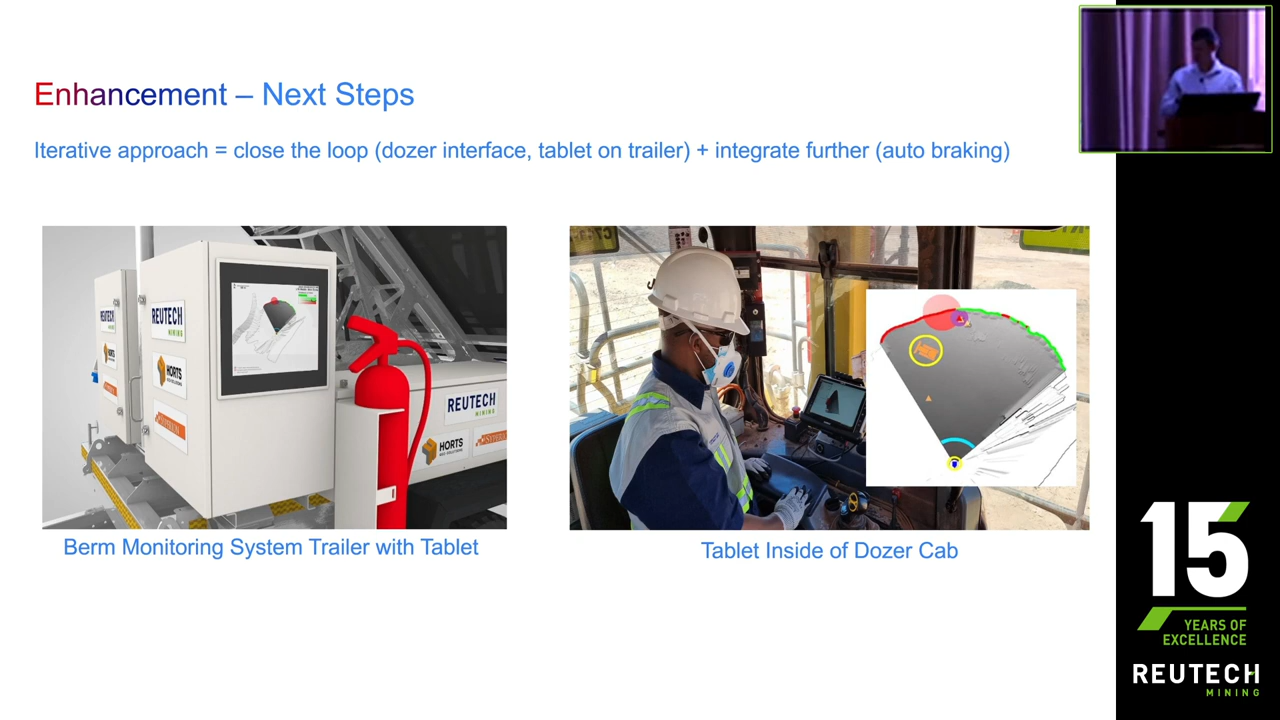 Enhancement – Next Steps
Iterative approach = close the loop (dozer interface, tablet on trailer) + integrate further (auto braking)
REUTECH
MINING
HORTS
REUTECH
MINING
HORTS
Berm Monitoring System Trailer with Tablet
Tablet Inside of Dozer Cab
15
YEARS OF
EXCELLENCE
REUTECH
MINING